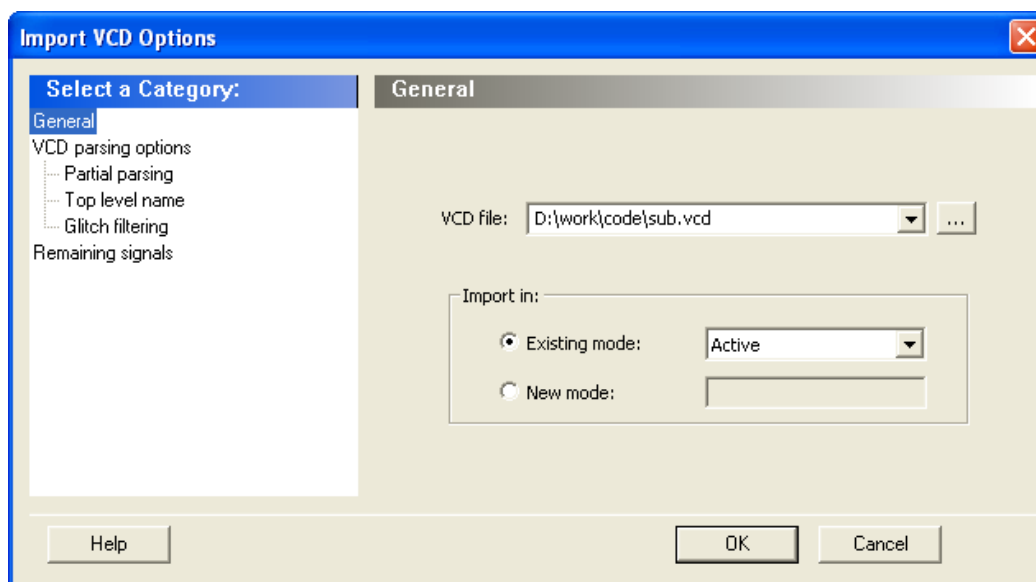 Import VCD Options
Select a Category:
General
VCD parsing options
Partial parsing
Top level name
Glitch filtering
Remaining signals
General
VCD file: D:\work\code\sub.vcd ...
Import in:
Existing mode: Active
New mode:
Help OK Cancel